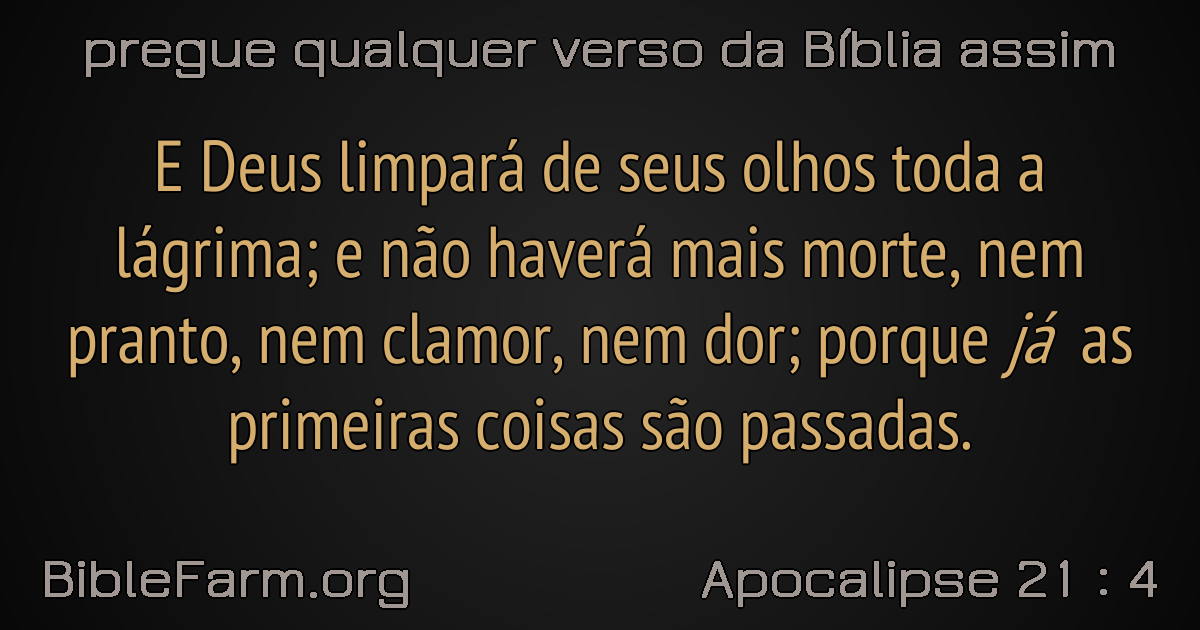 pregue qualquer verso da Bíblia assim
E Deus limpará de seus olhos toda a
lágrima; e não haverá mais morte, nem
pranto, nem clamor, nem dor; porque já as
primeiras coisas são passadas.
BibleFarm.org
Apocalipse 21 : 4